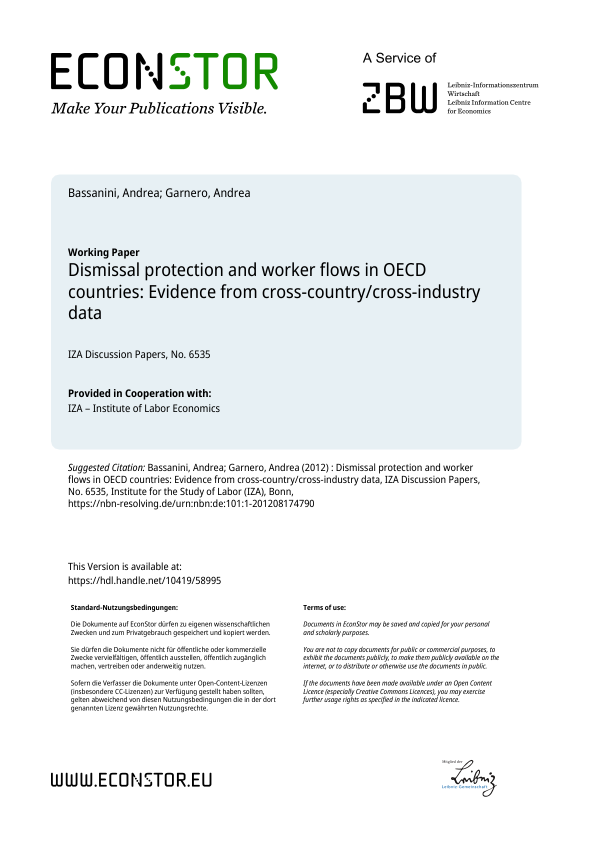 ECONSTOR
Make Your Publications Visible.
A Service of
ZBW
Leibniz-Informationszentrum
Wirtschaft
Leibniz Information Centre
for Economics
Bassanini, Andrea; Garnero, Andrea
Working Paper
Dismissal protection and worker flows in OECD
countries: Evidence from cross-country/cross-industry
data
IZA Discussion Papers, No. 6535
Provided in Cooperation with:
IZA – Institute of Labor Economics
Suggested Citation: Bassanini, Andrea; Garnero, Andrea (2012) : Dismissal protection and worker
flows in OECD countries: Evidence from cross-country/cross-industry data, IZA Discussion Papers,
No. 6535, Institute for the Study of Labor (IZA), Bonn,
https://nbn-resolving.de/urn:nbn:de:101:1-201208174790
This Version is available at:
https://hdl.handle.net/10419/58995
Standard-Nutzungsbedingungen:
Die Dokumente auf EconStor dürfen zu eigenen wissenschaftlichen
Zwecken und zum Privatgebrauch gespeichert und kopiert werden.
Sie dürfen die Dokumente nicht für öffentliche oder kommerzielle
Zwecke vervielfältigen, öffentlich ausstellen, öffentlich zugänglich
machen, vertreiben oder anderweitig nutzen.
Sofern die Verfasser die Dokumente unter Open-Content-Lizenzen
(insbesondere CC-Lizenzen) zur Verfügung gestellt haben sollten,
gelten abweichend von diesen Nutzungsbedingungen die in der dort
genannten Lizenz gewährten Nutzungsrechte.
Terms of use:
Documents in EconStor may be saved and copied for your personal
and scholarly purposes.
You are not to copy documents for public or commercial purposes, to
exhibit the documents publicly, to make them publicly available on the
internet, or to distribute or otherwise use the documents in public.
If the documents have been made available under an Open Content
Licence (especially Creative Commons Licences), you may exercise
further usage rights as specified in the indicated licence.
WWW.ECONSTOR.EU
Mitglied der
Leibniz
Leibniz-Gemeinschaft